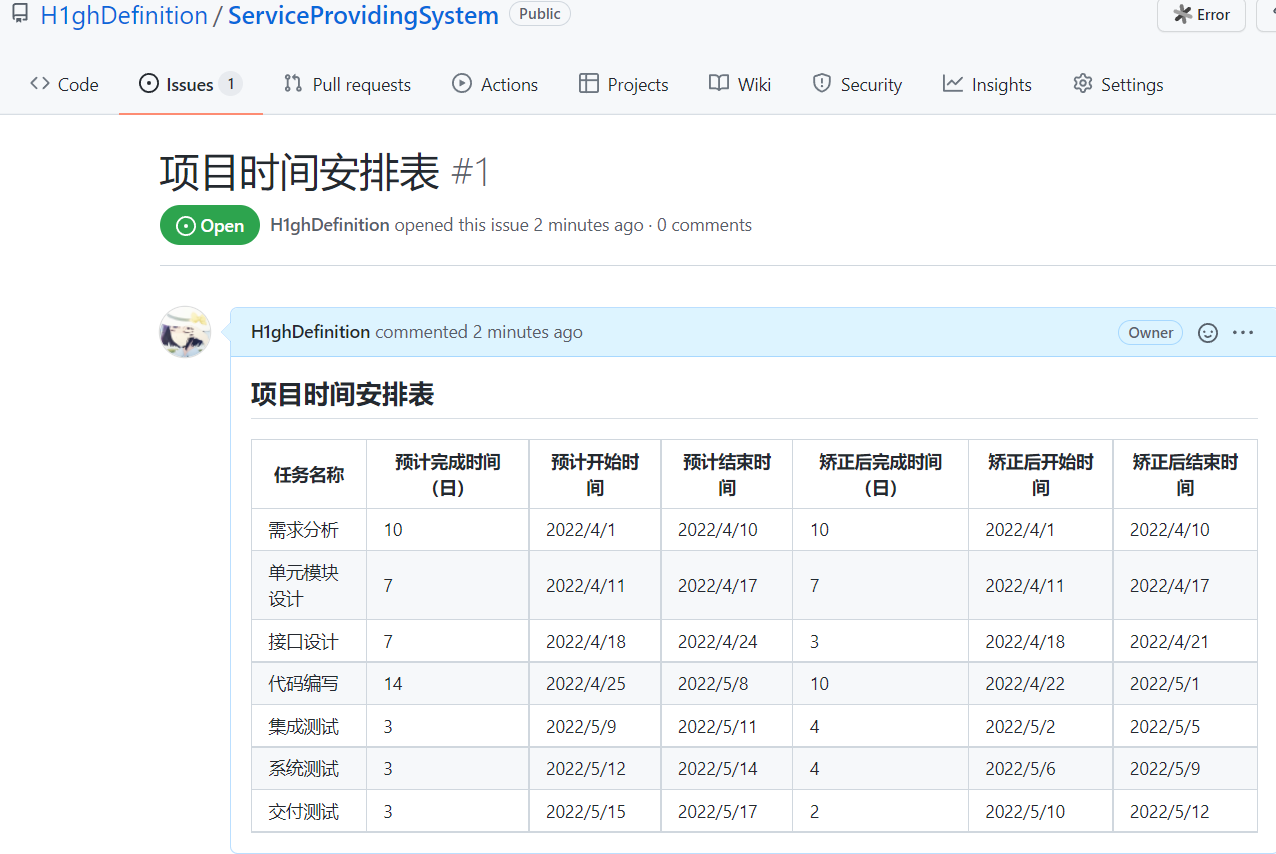 H1ghDefinition / ServiceProvidingSystem Public Error
Code Issues 1 Pull requests Actions Projects Wiki Security Insights Settings
项目时间安排表 #1
Open H1ghDefinition opened this issue 2 minutes ago · 0 comments
H1ghDefinition commented 2 minutes ago Owner
项目时间安排表
任务名称 预计完成时间（日） 预计开始时间 预计结束时间 矫正后完成时间（日） 矫正后开始时间 矫正后结束时间
需求分析 10 2022/4/1 2022/4/10 10 2022/4/1 2022/4/10
单元模块设计 7 2022/4/11 2022/4/17 7 2022/4/11 2022/4/17
接口设计 7 2022/4/18 2022/4/24 3 2022/4/18 2022/4/21
代码编写 14 2022/4/25 2022/5/8 10 2022/4/22 2022/5/1
集成测试 3 2022/5/9 2022/5/11 4 2022/5/2 2022/5/5
系统测试 3 2022/5/12 2022/5/14 4 2022/5/6 2022/5/9
交付测试 3 2022/5/15 2022/5/17 2 2022/5/10 2022/5/12